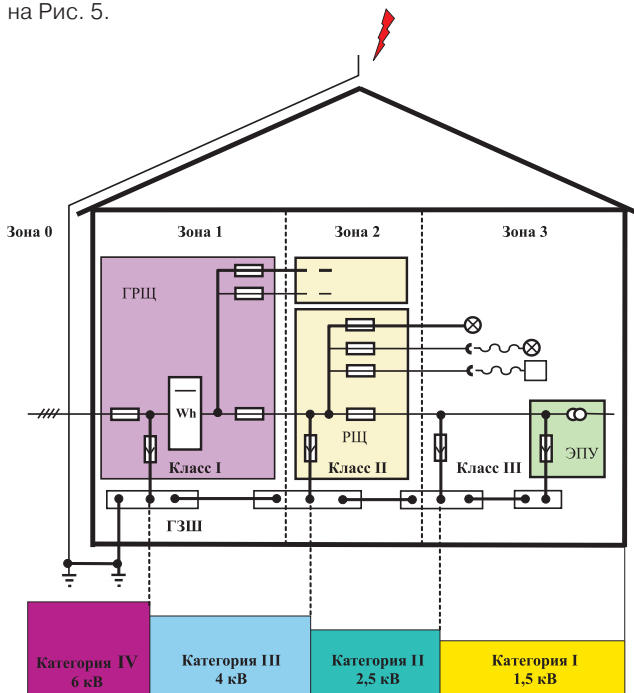 на Рис. 5.
Зона 0
Зона 1
Зона 2
Зона 3
ГРЩ
Wh
РЩ
ЭПУ
Класс I
Класс II
Класс III
ГЗШ
Категория IV
6 кВ
Категория III
4 кВ
Категория II
2,5 кВ
Категория I
1,5 кВ